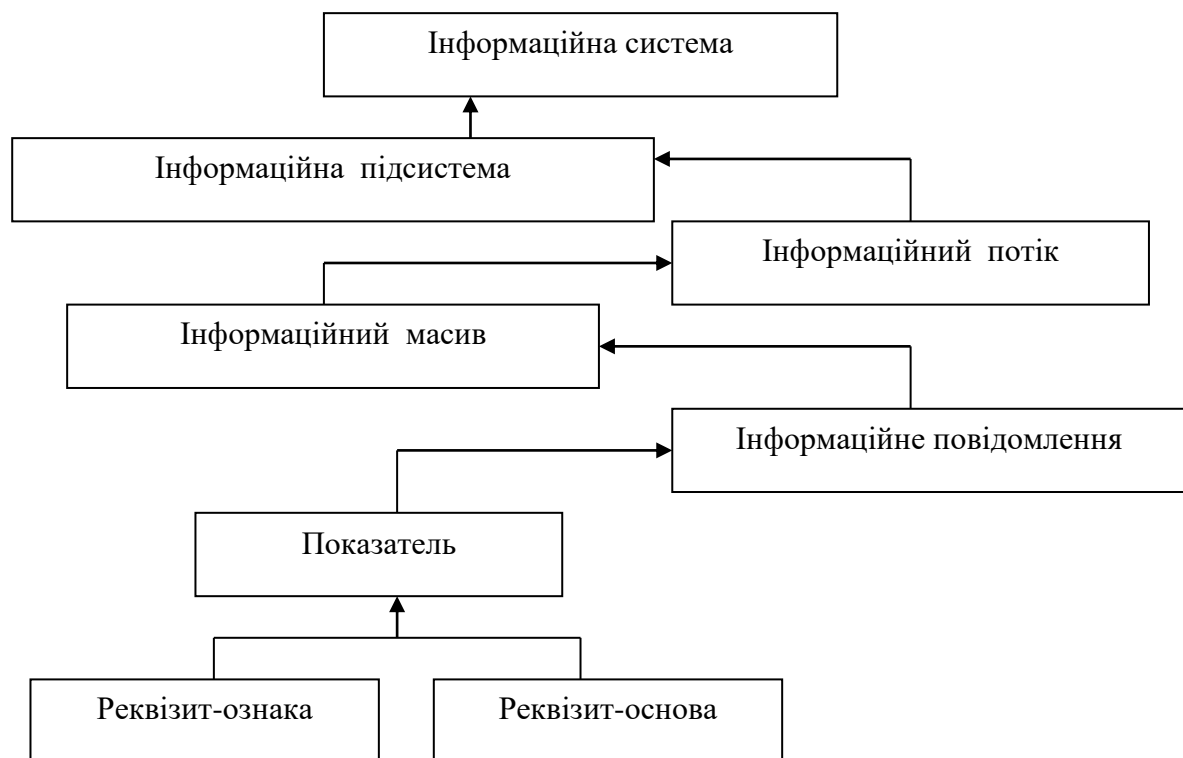 Інформаційна система
Інформаційна підсистема
Інформаційний потік
Інформаційний масив
Інформаційне повідомлення
Показатель
Реквізит-ознака
Реквізит-основа